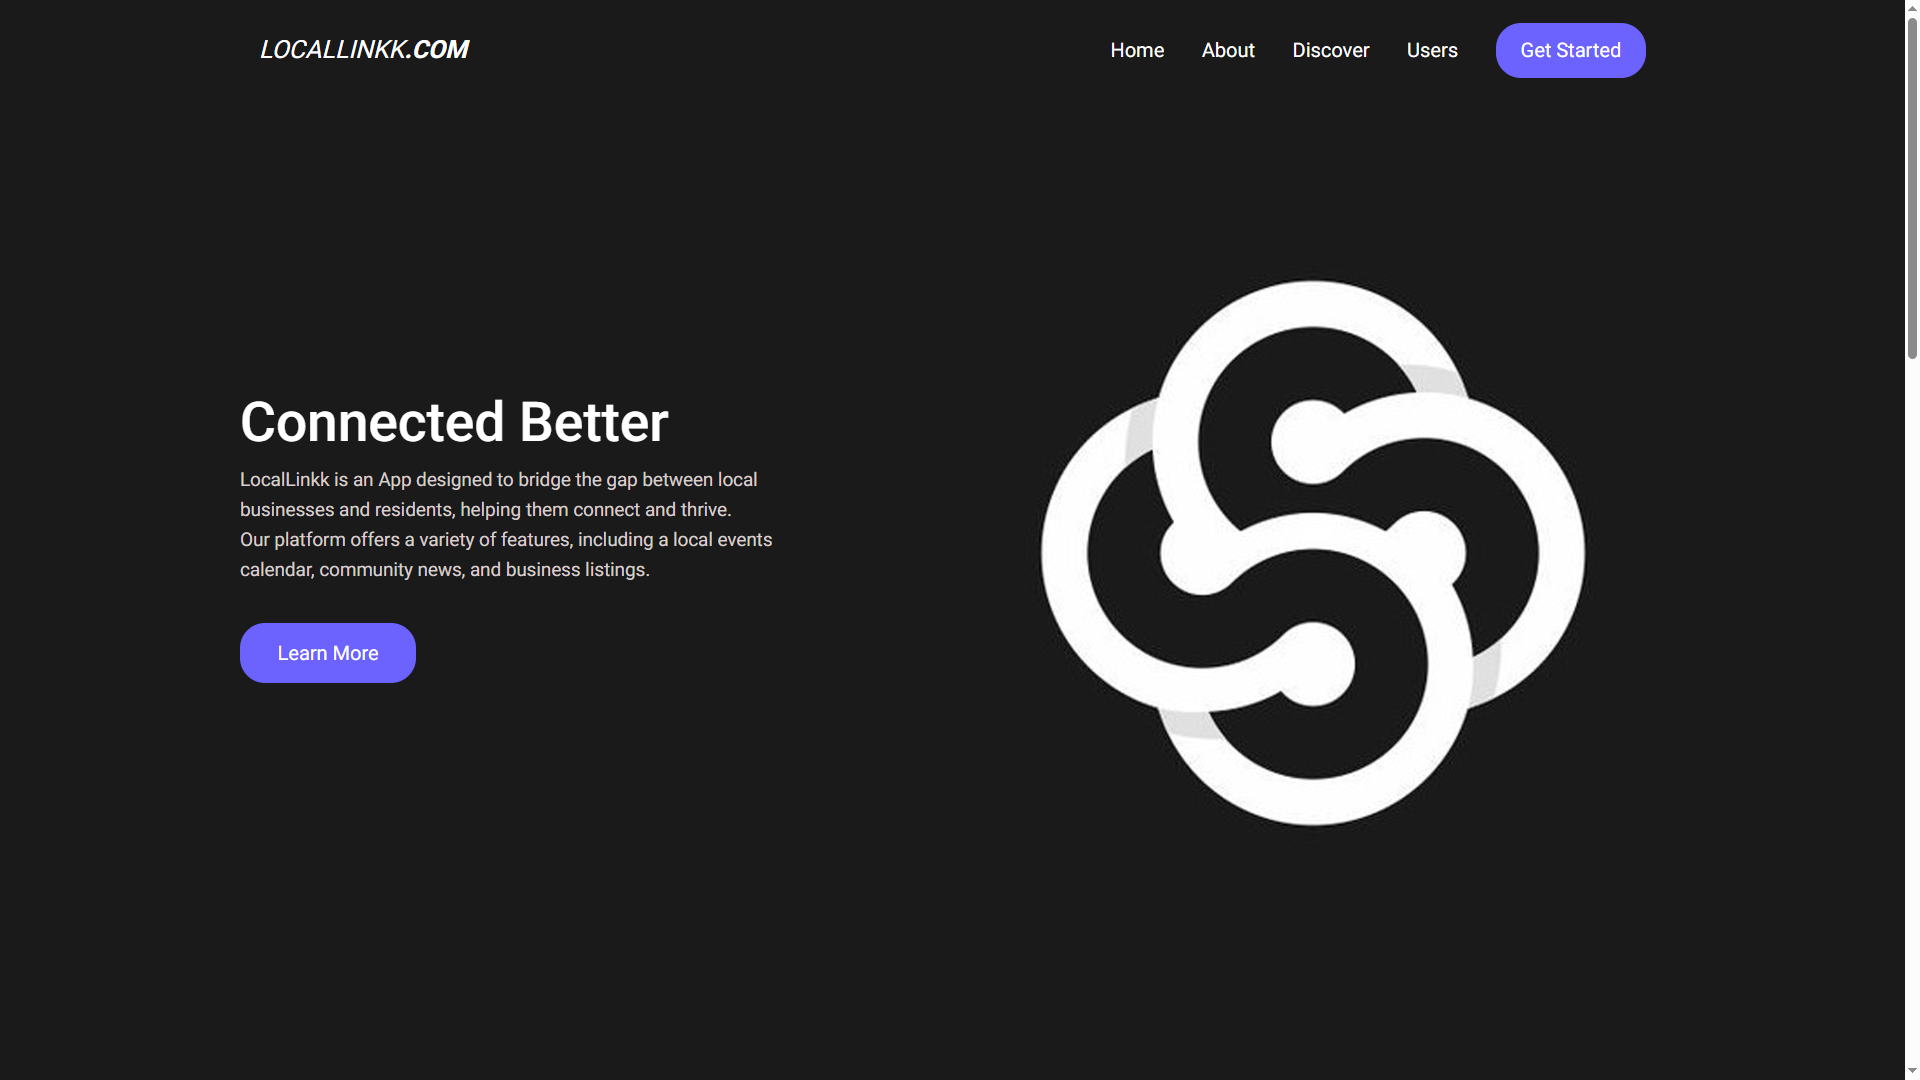 LOCALLINKK.COM
Home
About
Discover
Users
Get Started
Connected Better
LocalLinkk is an App designed to bridge the gap between local
businesses and residents, helping them connect and thrive.
Our platform offers a variety of features, including a local events
calendar, community news, and business listings.
Learn More